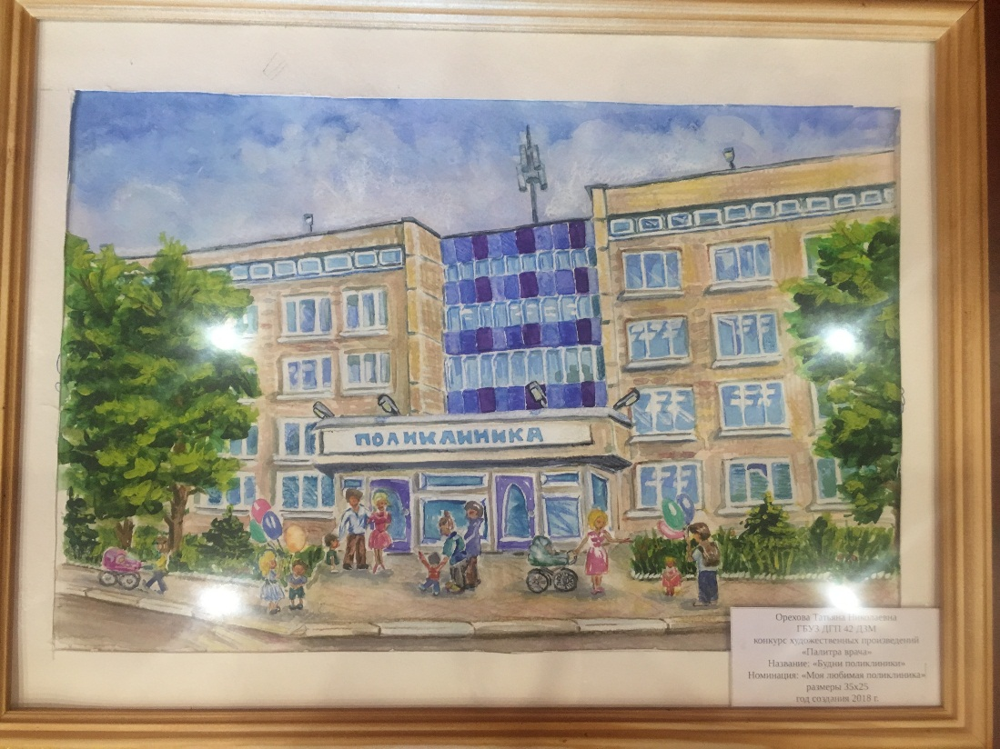 ПОЛИКЛИНИКА
Орехова Татьяна Николаевна
ГБУЗ ДГП 42 ДЗМ
конкурс художественных произведений
«Палитра врача»
Название: «Будни поликлиники»
Номинация: «Моя любимая поликлиника»
размеры 35х25
год создания 2018 г.